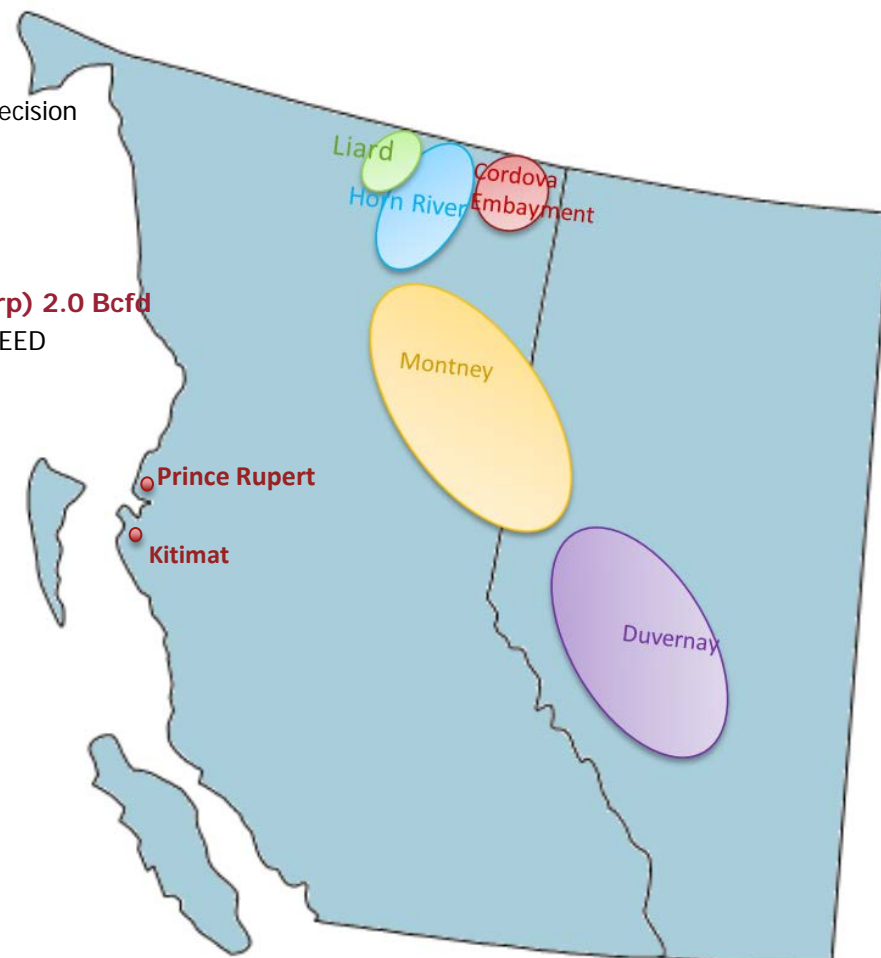 ecision
Liard
Cordova
Embayment
Horn River
rp) 2.0 Bcfd
EED
Montney
Prince Rupert
Kitimat
Duvernay